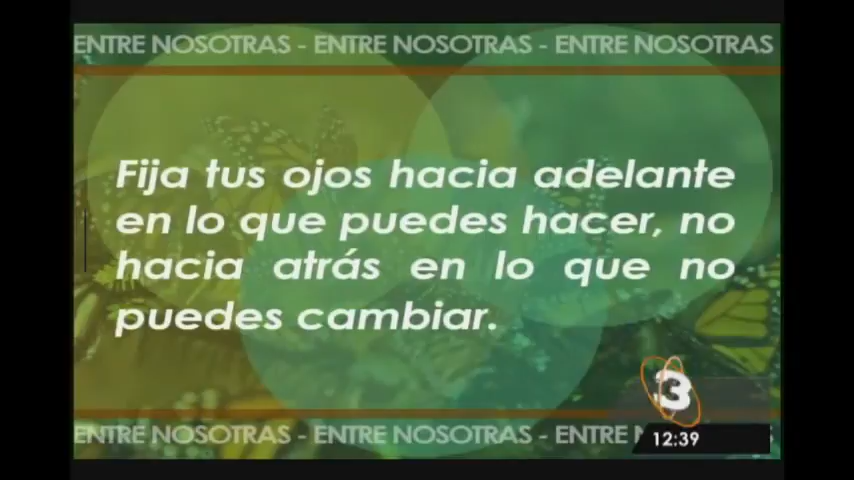 ENTRE NOSOTRAS - ENTRE NOSOTRAS - ENTRE NOSOTRAS
Fija tus ojos hacia adelante
en lo que puedes hacer, no
hacia atrás en lo que no
puedes cambiar.
3
ENTRE NOSOTRAS - ENTRE NOSOTRAS - ENTRE
12:39